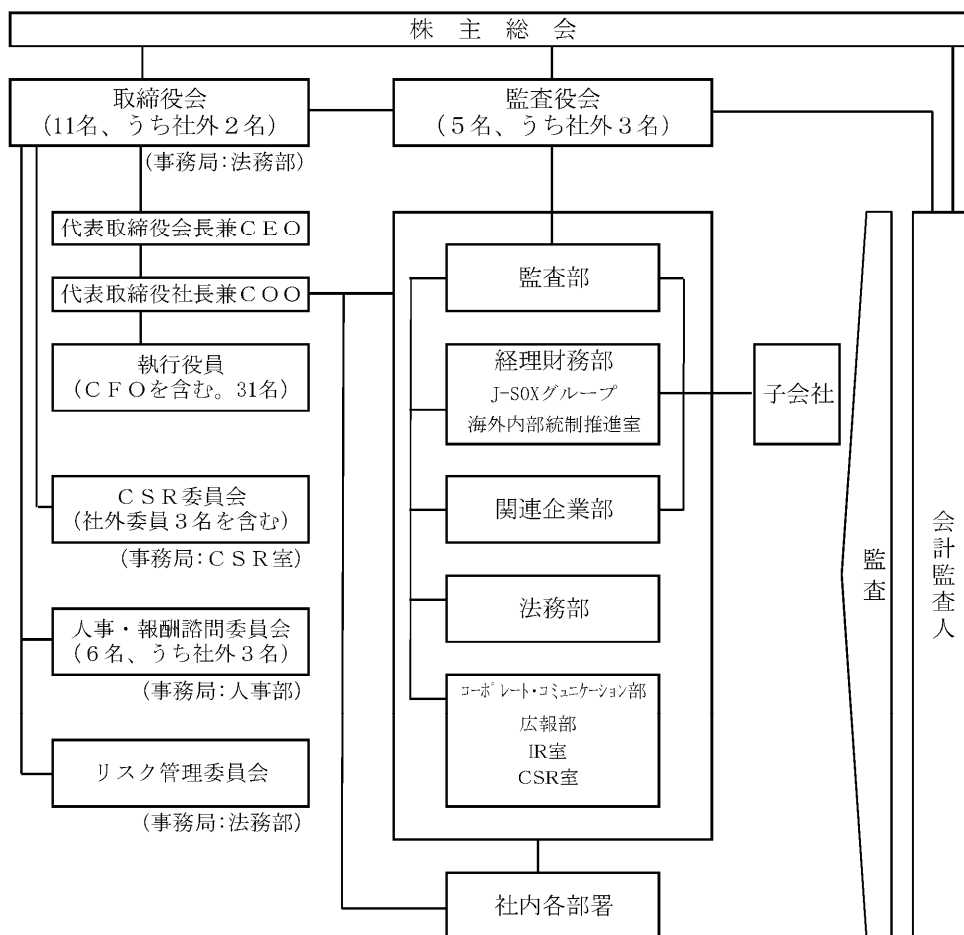 株主総会
取締役会
(11名、うち社外２名)
(事務局:法務部)
監査役会
(５名、うち社外３名)
代表取締役会長兼ＣＥＯ
代表取締役社長兼ＣＯＯ
執行役員
(ＣＦＯを含む。31名)
ＣＳＲ委員会
(社外委員３名を含む)
(事務局:ＣＳＲ室)
人事・報酬諮問委員会
(６名、うち社外３名)
(事務局:人事部)
リスク管理委員会
(事務局:法務部)
監査部
経理財務部
J-SOXグループ
海外内部統制推進室
関連企業部
法務部
ｺｰﾎﾟﾚｰﾄ・ｺﾐｭﾆｹｰｼｮﾝ部
広報部
IR室
CSR室
社内各部署
子会社
監査
会計監査人